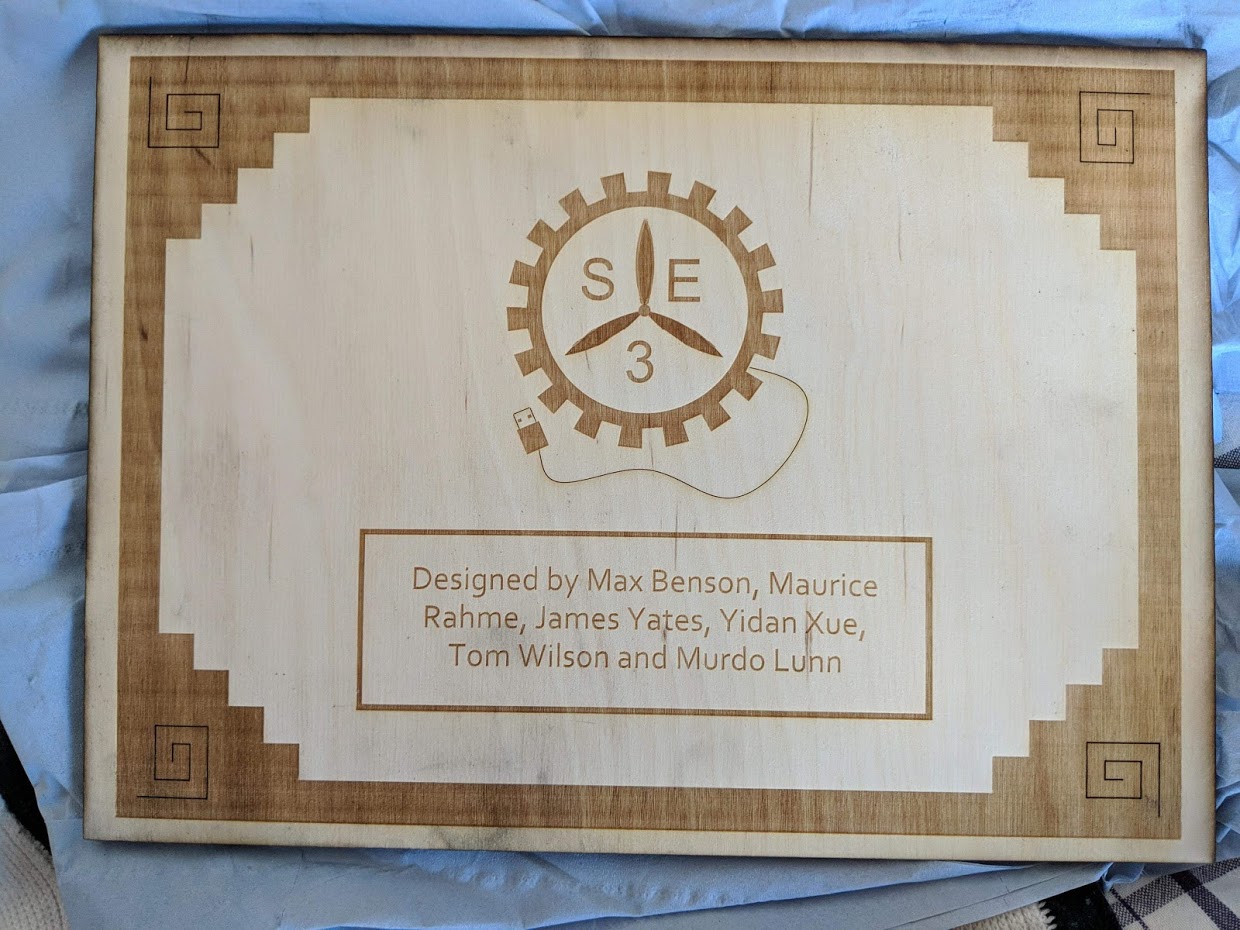 S E
3
Designed by Max Benson, Maurice
Rahme, James Yates, Yidan Xue,
Tom Wilson and Murdo Lunn